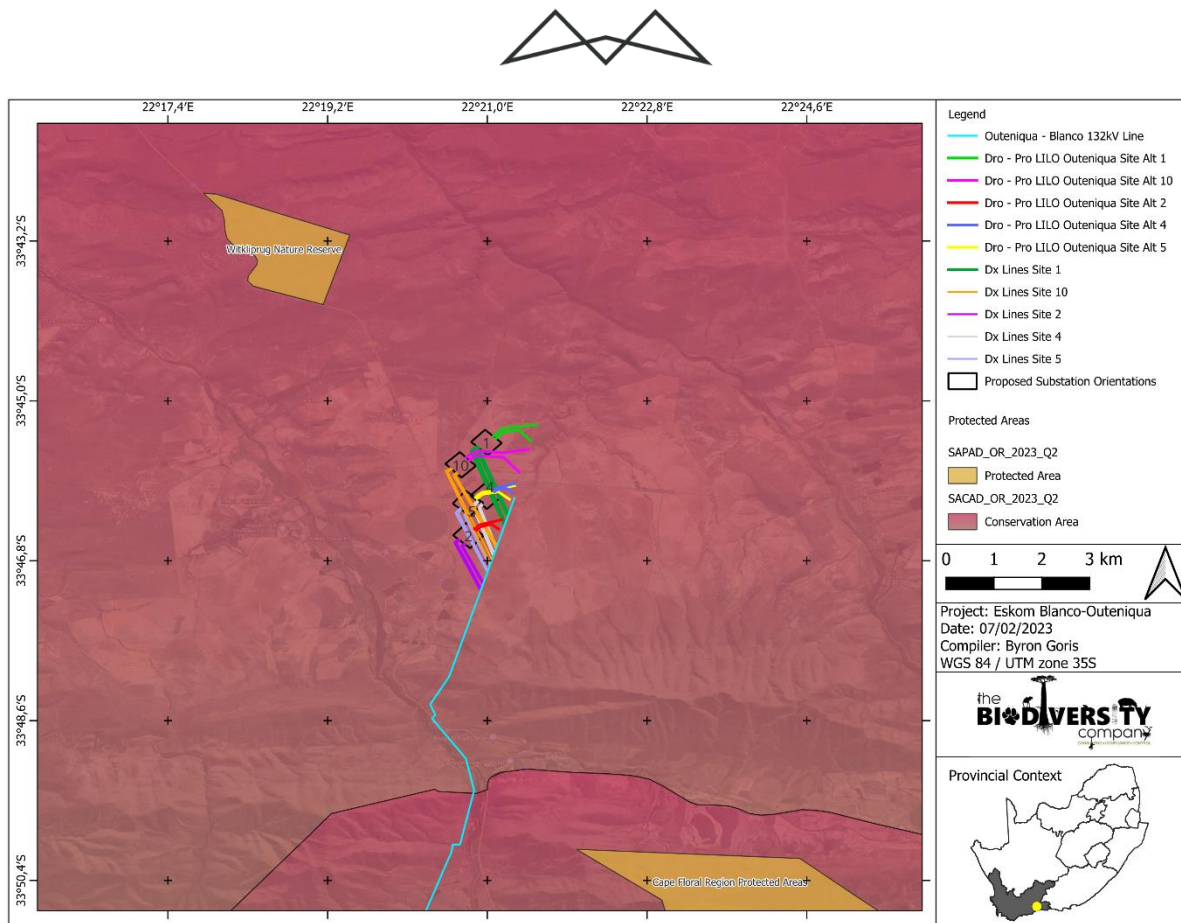 22°17,4'E 22°19,2'E 22°21,0'E 22°22,8'E 22°24,6'E
33°43,2'S
33°45,0'S
33°46,8'S
33°48,6'S
33°50,4'S
Witkliprug Nature Reserve
1
10
4
5
2
Cape Floral Region Protected Areas
Legend
Outeniqua - Blanco 132kV Line
Dro - Pro LILO Outeniqua Site Alt 1
Dro - Pro LILO Outeniqua Site Alt 10
Dro - Pro LILO Outeniqua Site Alt 2
Dro - Pro LILO Outeniqua Site Alt 4
Dro - Pro LILO Outeniqua Site Alt 5
Dx Lines Site 1
Dx Lines Site 10
Dx Lines Site 2
Dx Lines Site 4
Dx Lines Site 5
Proposed Substation Orientations
Protected Areas
SAPAD_OR_2023_Q2
Protected Area
SACAD_OR_2023_Q2
Conservation Area
0 1 2 3 km
Project: Eskom Blanco-Outeniqua
Date: 07/02/2023
Compiler: Byron Goris
WGS 84 / UTM zone 35S
the
BIODIVERSITY
company
Provincial Context